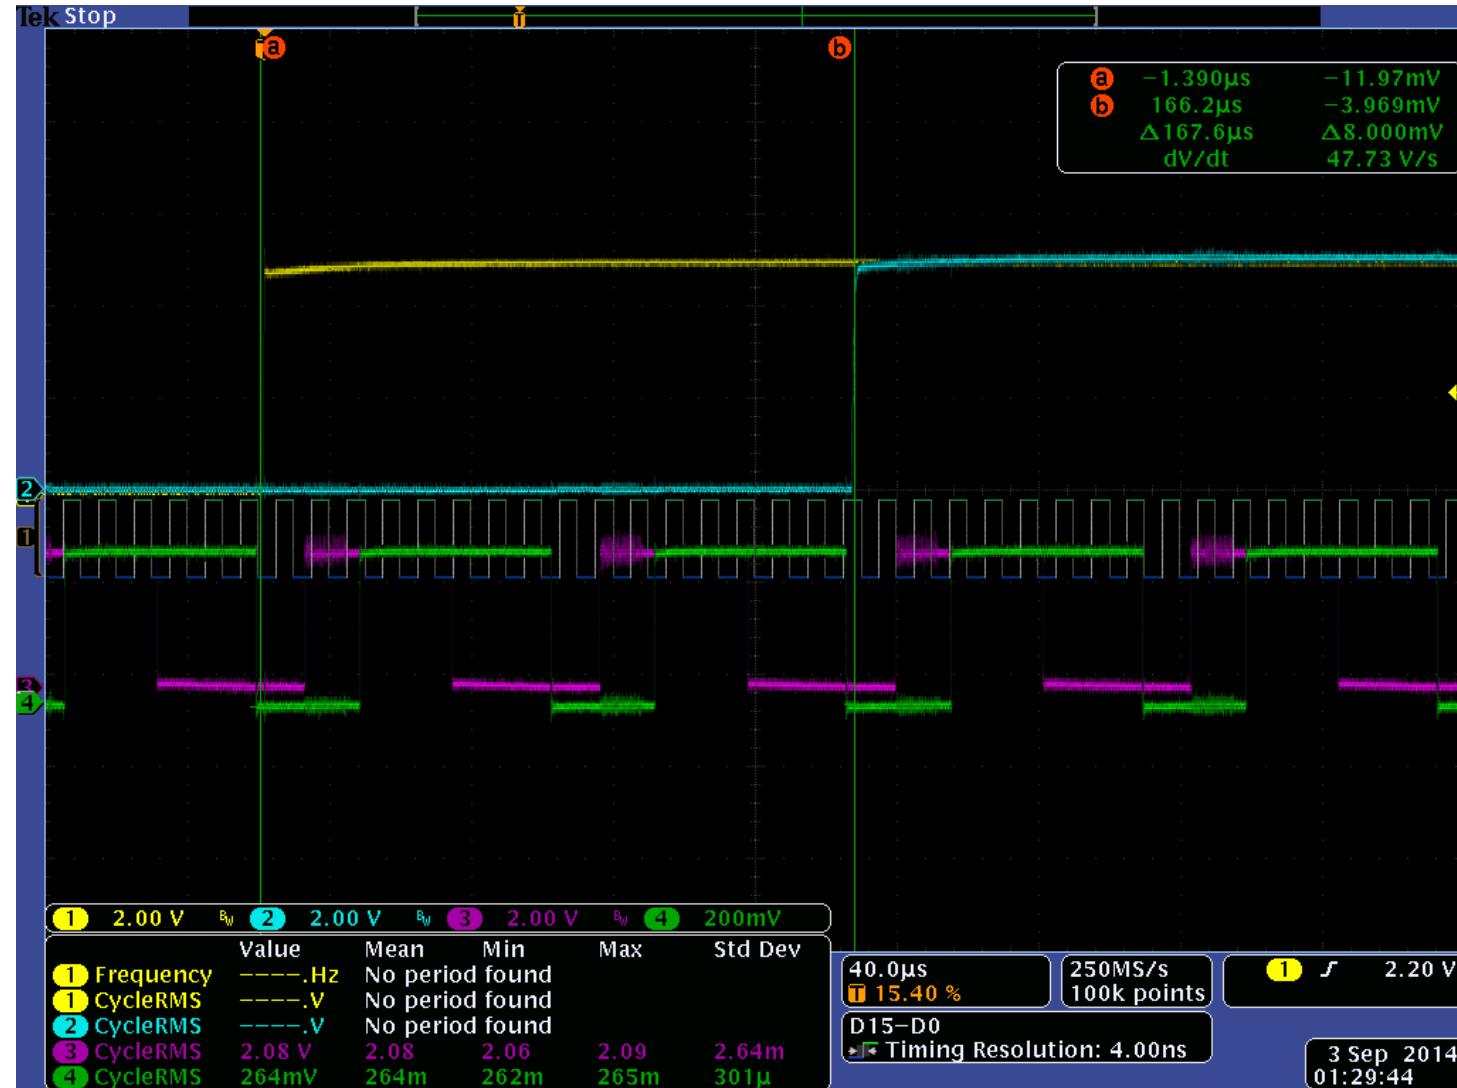 Tek Stop
T
T a b
a −1.390µs −11.97mV
b 166.2µs −3.969mV
Δ167.6µs Δ8.000mV
dV/dt 47.73 V/s
2
1
3
4
1 2.00 V BW 2 2.00 V BW 3 2.00 V BW 4 200mV
Value Mean Min Max Std Dev
1 Frequency ----.Hz No period found
1 CycleRMS ----.V No period found
2 CycleRMS ----.V No period found
3 CycleRMS 2.08 V 2.08 2.06 2.09 2.64m
4 CycleRMS 264mV 264m 262m 265m 301µ
40.0µs
T 15.40 %
250MS/s
100k points
1 2.20 V
D15-D0
Timing Resolution: 4.00ns
3 Sep 2014
01:29:44